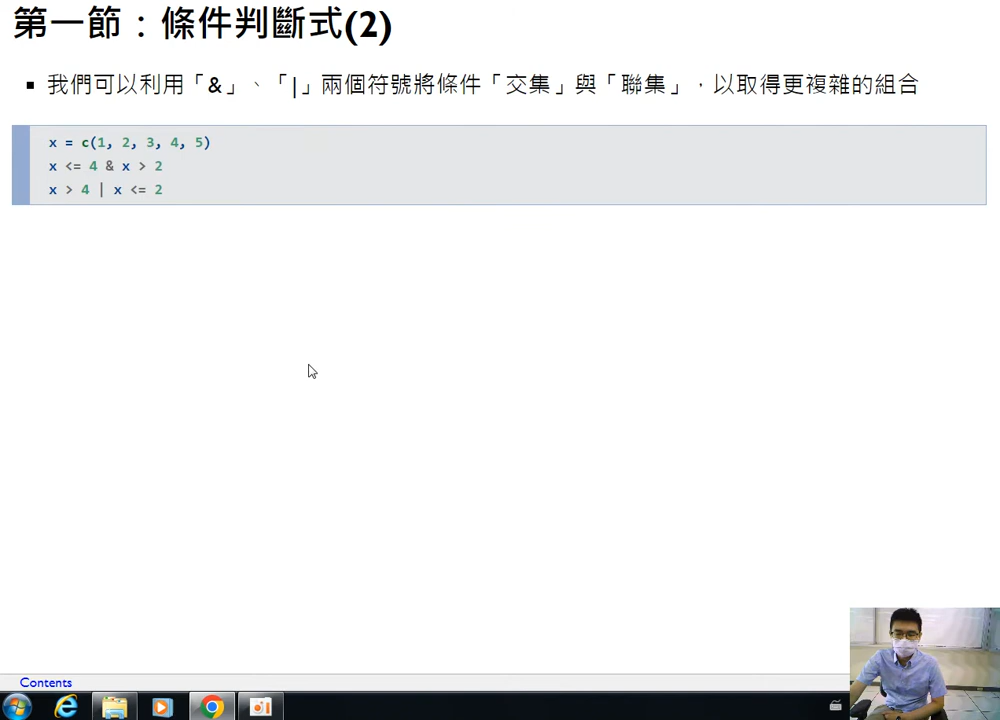 第一節：條件判斷式(2)
我們可以利用「&」、「|」兩個符號將條件「交集」與「聯集」，以取得更複雜的組合
x = c(1, 2, 3, 4, 5)
x <= 4 & x > 2
x > 4 | x <= 2
Contents